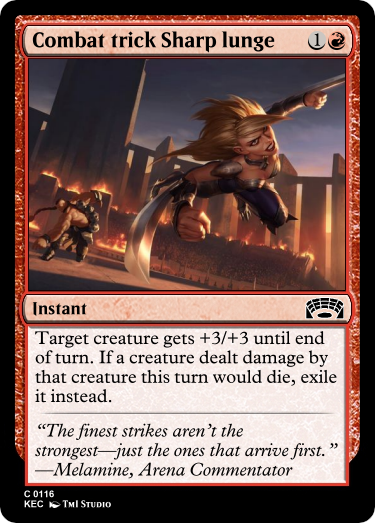 Combat trick Sharp lunge 1
Instant
Target creature gets +3/+3 until end
of turn. If a creature dealt damage by
that creature this turn would die, exile
it instead.
“The finest strikes aren’t the
strongest—just the ones that arrive first.”
—Melamine, Arena Commentator
C 0116
KEC TMI STUDIO